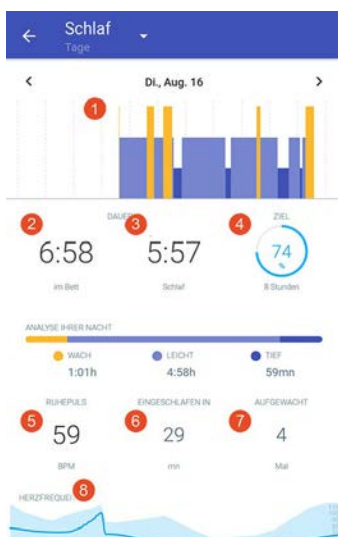 Schlaf
Tage
Di., Aug. 16
1
2 DAUER 3 4 ZIEL
6:58 5:57 74
%
im Bett Schlaf 8 Stunden
ANALYSE IHRER NACHT
WACH LEICHT TIEF
1:01h 4:58h 59mn
RUHEPULS EINGESCHLAFEN IN AUFGEWACHT
5 59 6 29 7 4
BPM mn Mal
HERZFREQUE 8